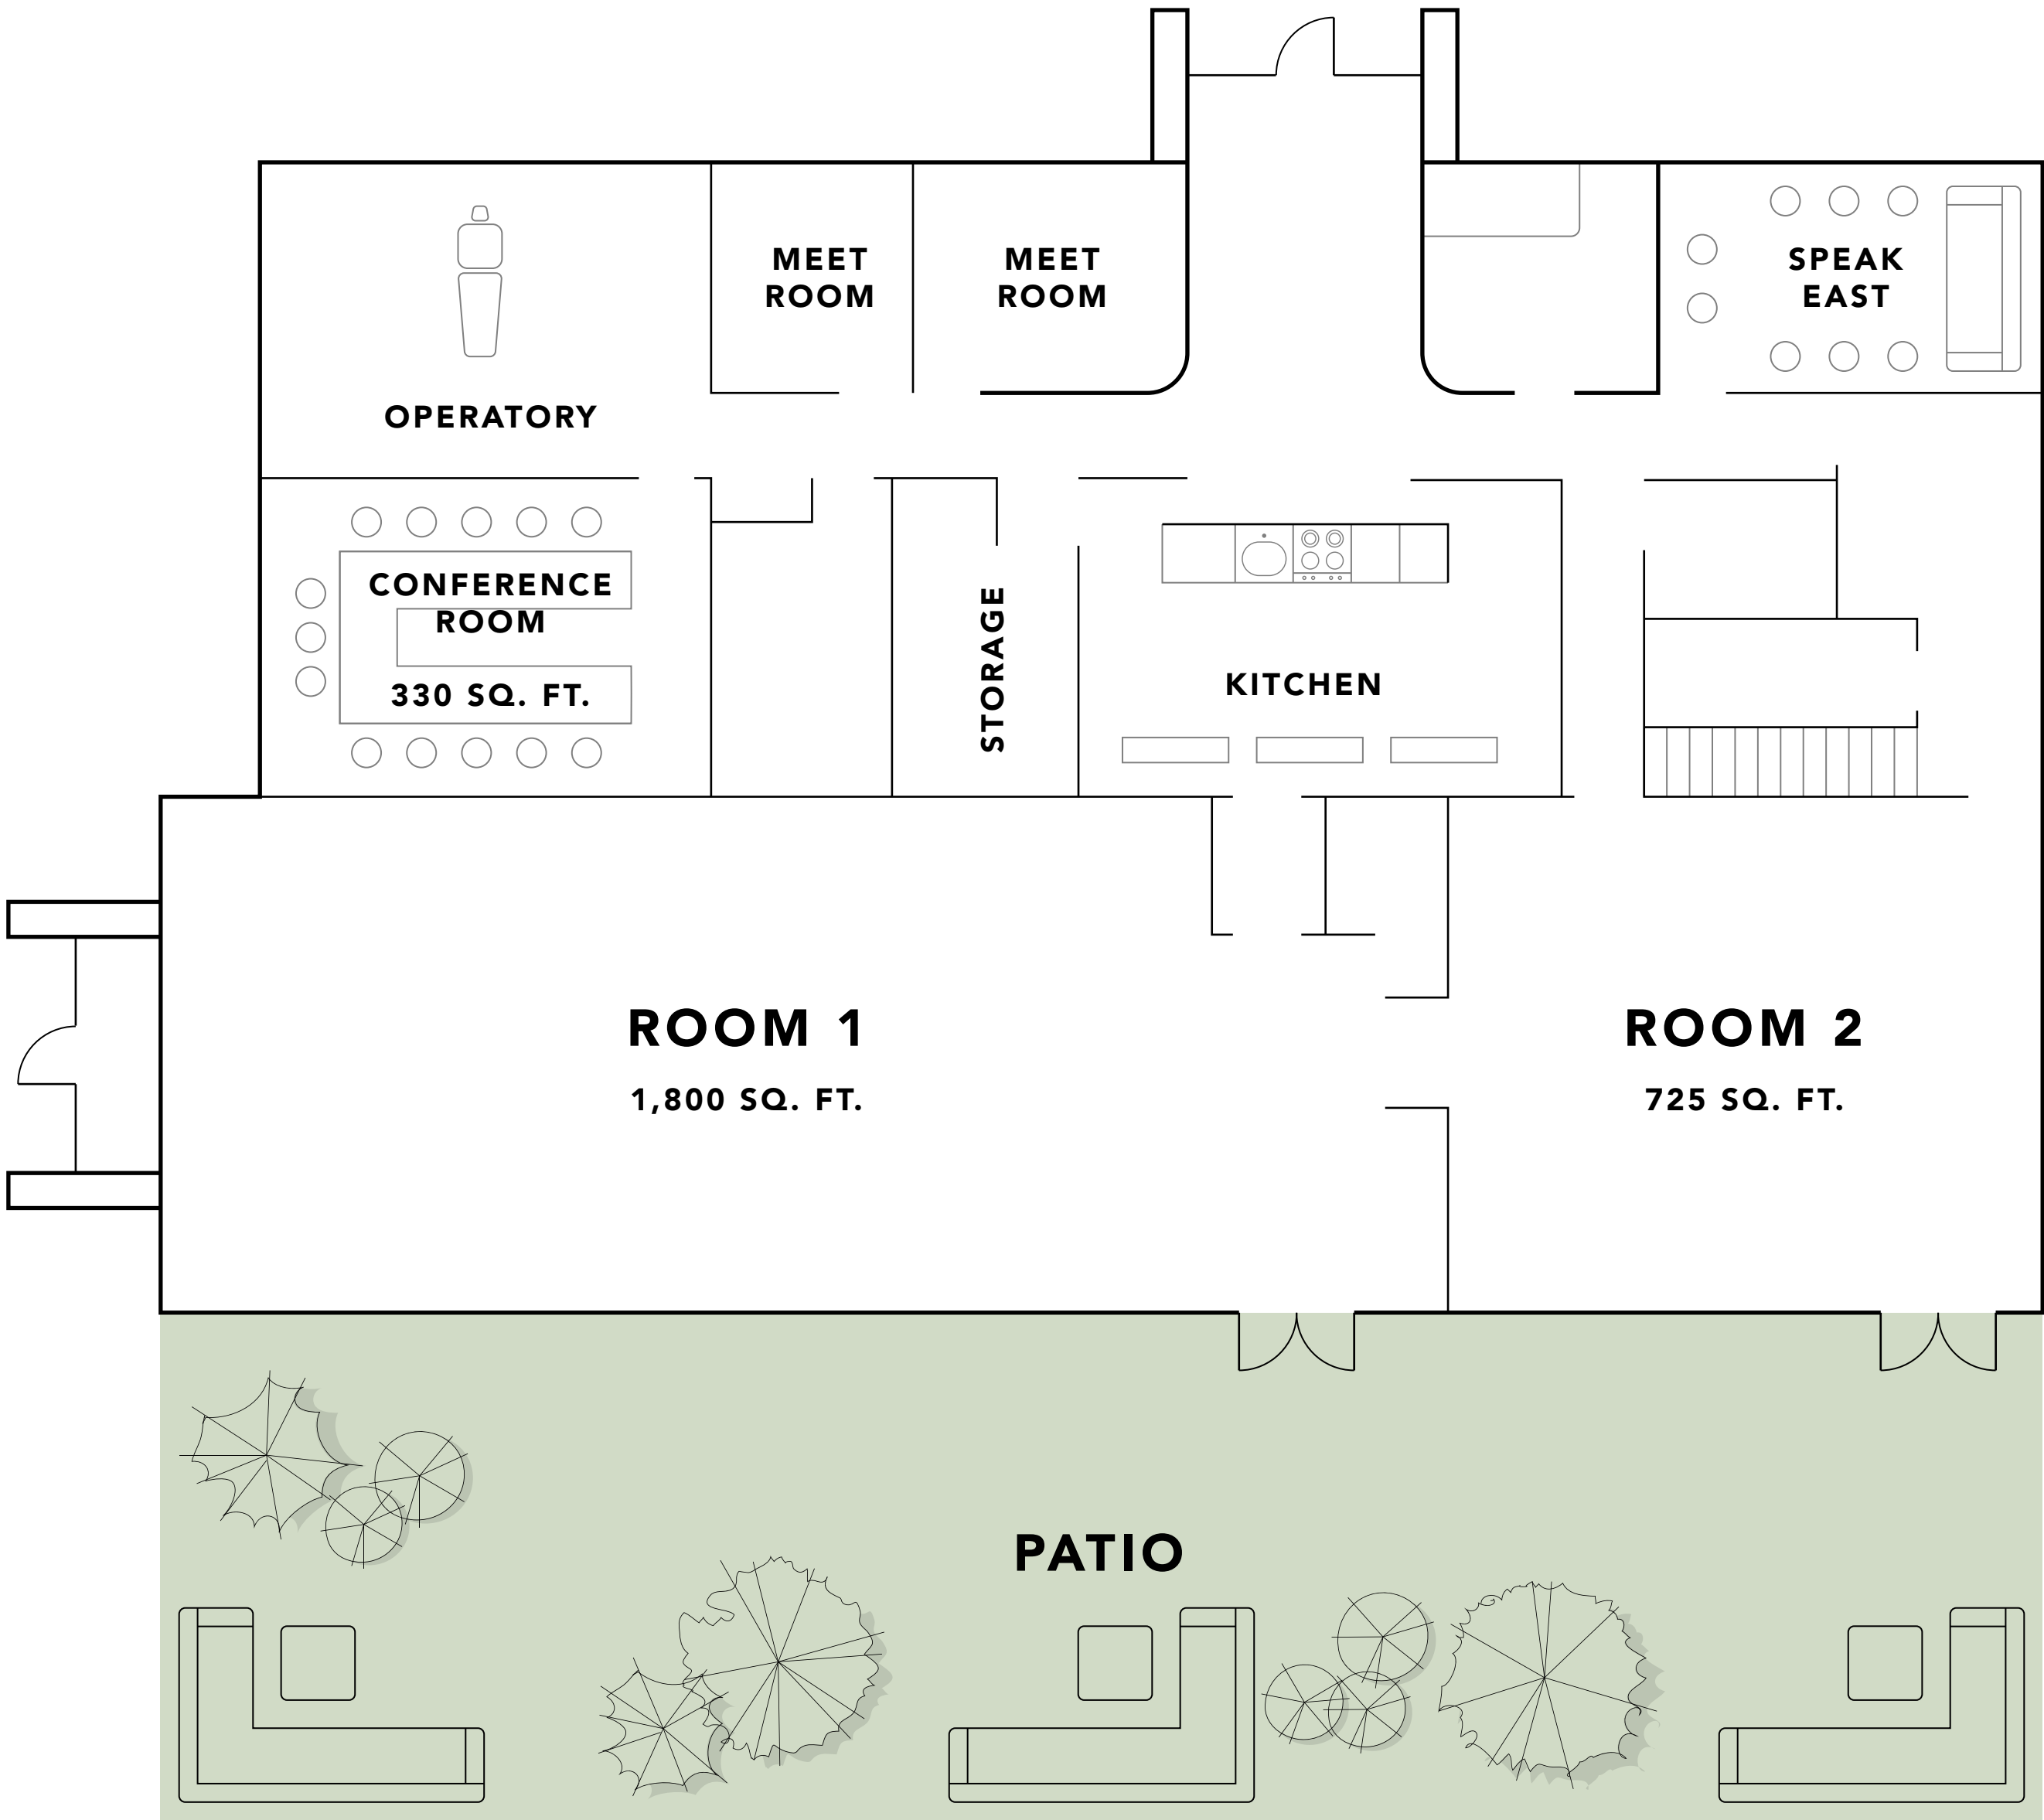 MEET
ROOM
MEET
ROOM
SPEAK
EAST
OPERATORY
CONFERENCE
ROOM
330 SQ. FT.
STORAGE
KITCHEN
ROOM 1
1,800 SQ. FT.
ROOM 2
725 SQ. FT.
PATIO